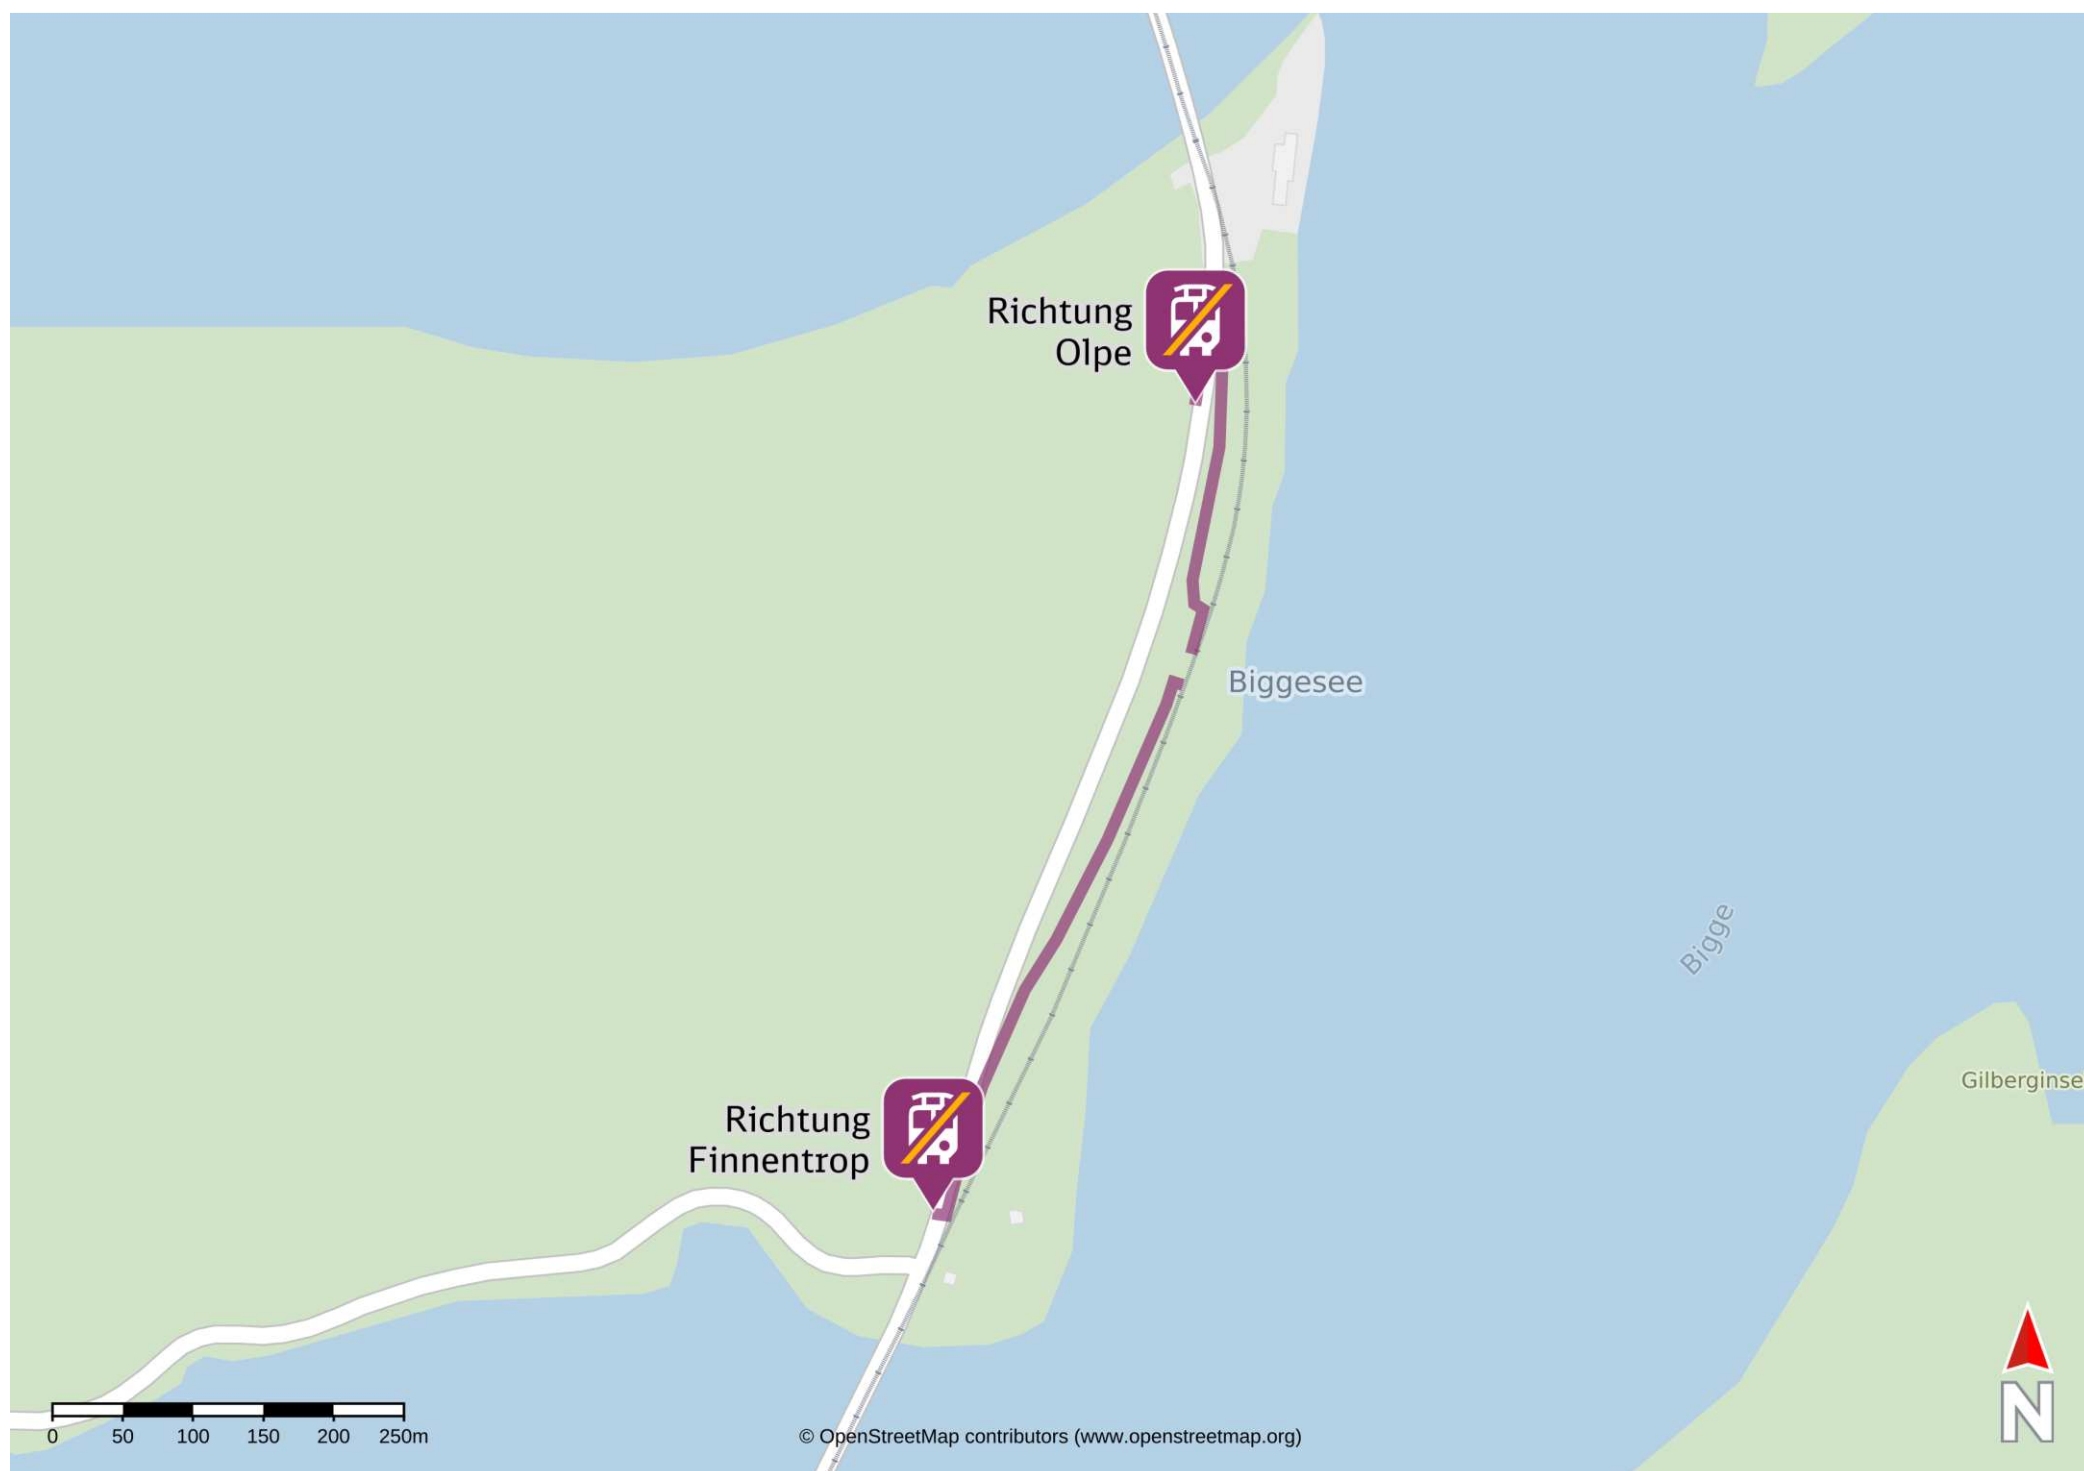 Richtung
Olpe
Biggesee
Bigge
Gilberginse
Richtung
Finnentrop
0 50 100 150 200 250m
© OpenStreetMap contributors (www.openstreetmap.org)
N